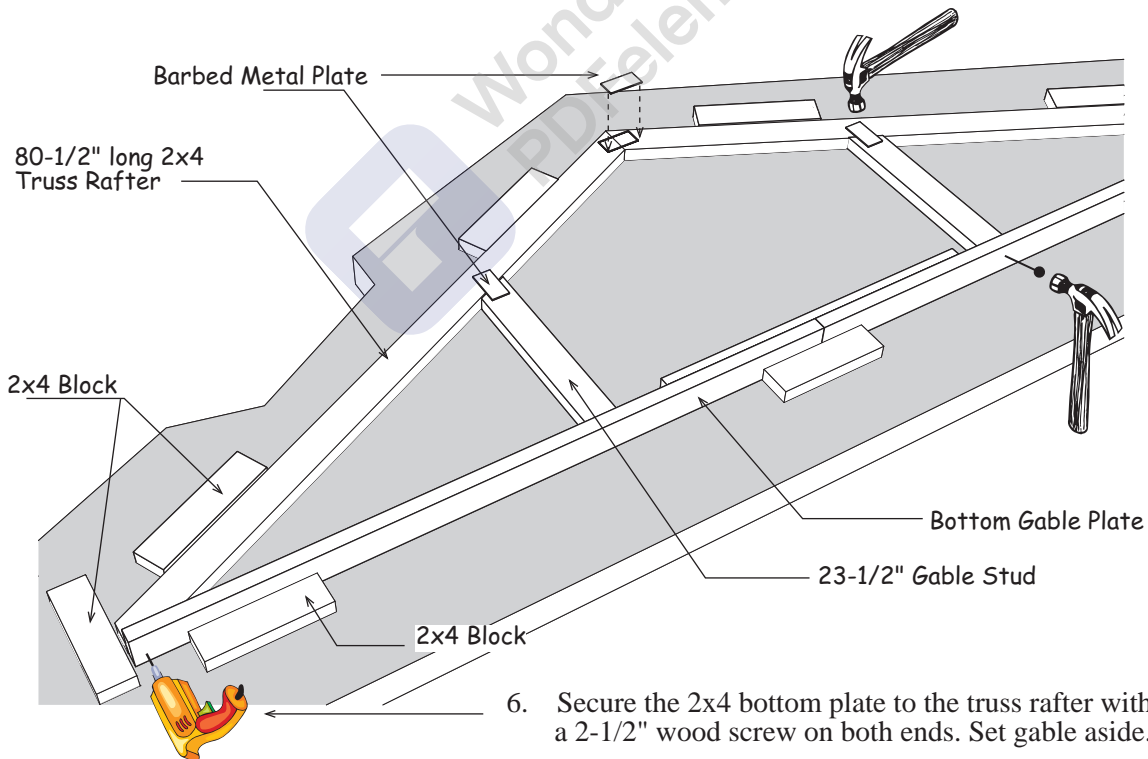 Barbed Metal Plate
80-1/2" long 2x4
Truss Rafter
2x4 Block
Bottom Gable Plate
23-1/2" Gable Stud
2x4 Block
6. Secure the 2x4 bottom plate to the truss rafter with
a 2-1/2" wood screw on both ends. Set gable aside.